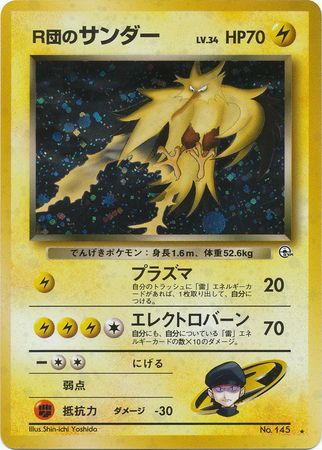 R団のサンダー LV.34 HP70
でんげきポケモン：身長1.6m、体重52.6kg
プラズマ 20
自分のトラッシュに「雷」エネルギーカー
ドがあれば、1枚取り出して、自分につ
ける。
エレクトロバーン 70
自分にも、自分についている「雷」エネ
ルギーカードの数×10のダメージ。
にげる
弱点
抵抗力 ダメージ -30
Illus. Shin-ichi Yoshida No.145 ★
R